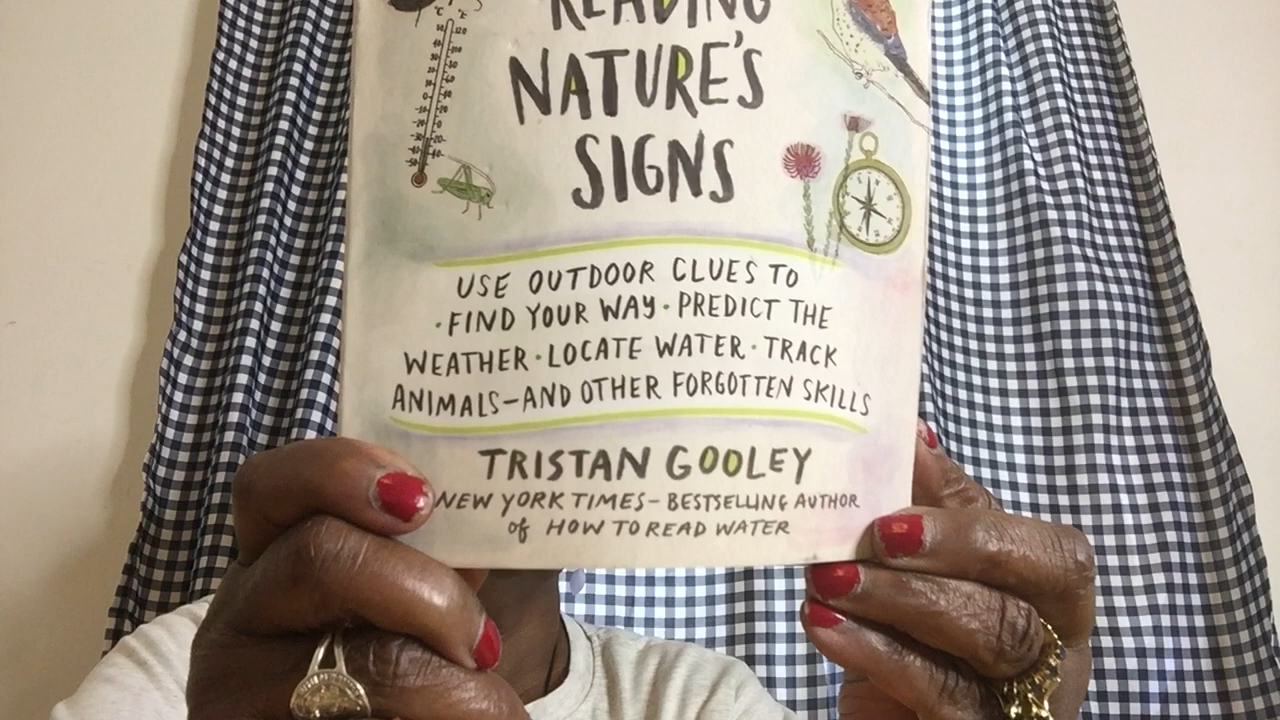 READING
NATURE'S
SIGNS
USE OUTDOOR CLUES TO
·FIND YOUR WAY·PREDICT THE
WEATHER·LOCATE WATER·TRACK
ANIMALS—AND OTHER FORGOTTEN SKILLS
TRISTAN GOOLEY
NEW YORK TIMES–BESTSELLING AUTHOR
of HOW TO READ WATER